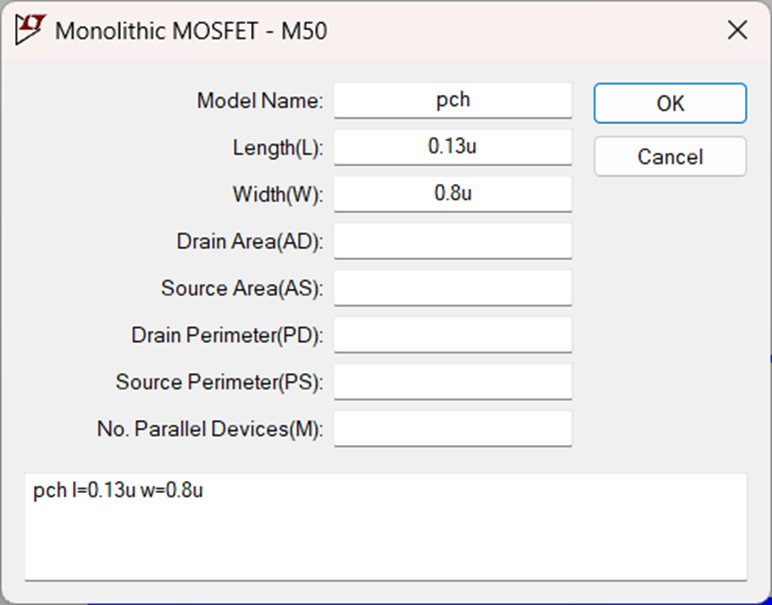 Monolithic MOSFET - M50
Model Name: pch OK
Length(L): 0.13u Cancel
Width(W): 0.8u
Drain Area(AD):
Source Area(AS):
Drain Perimeter(PD):
Source Perimeter(PS):
No. Parallel Devices(M):
pch l=0.13u w=0.8u